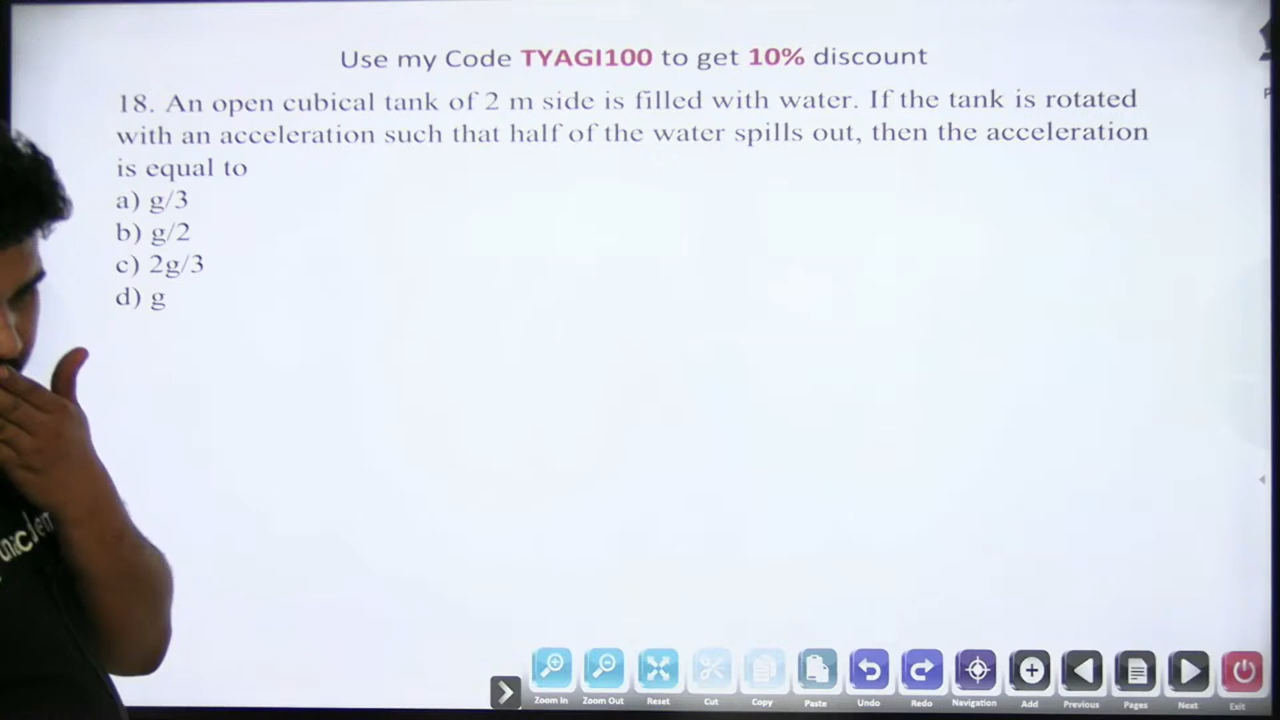 Use my Code TYAGI100 to get 10% discount
18. An open cubical tank of 2 m side is filled with water. If the tank is rotated
with an acceleration such that half of the water spills out, then the acceleration
is equal to
a) g/3
b) g/2
c) 2g/3
d) g
Zoom In Zoom Out Reset Cut Copy Paste Undo Redo Navigation Add Previous Pages Next Exit